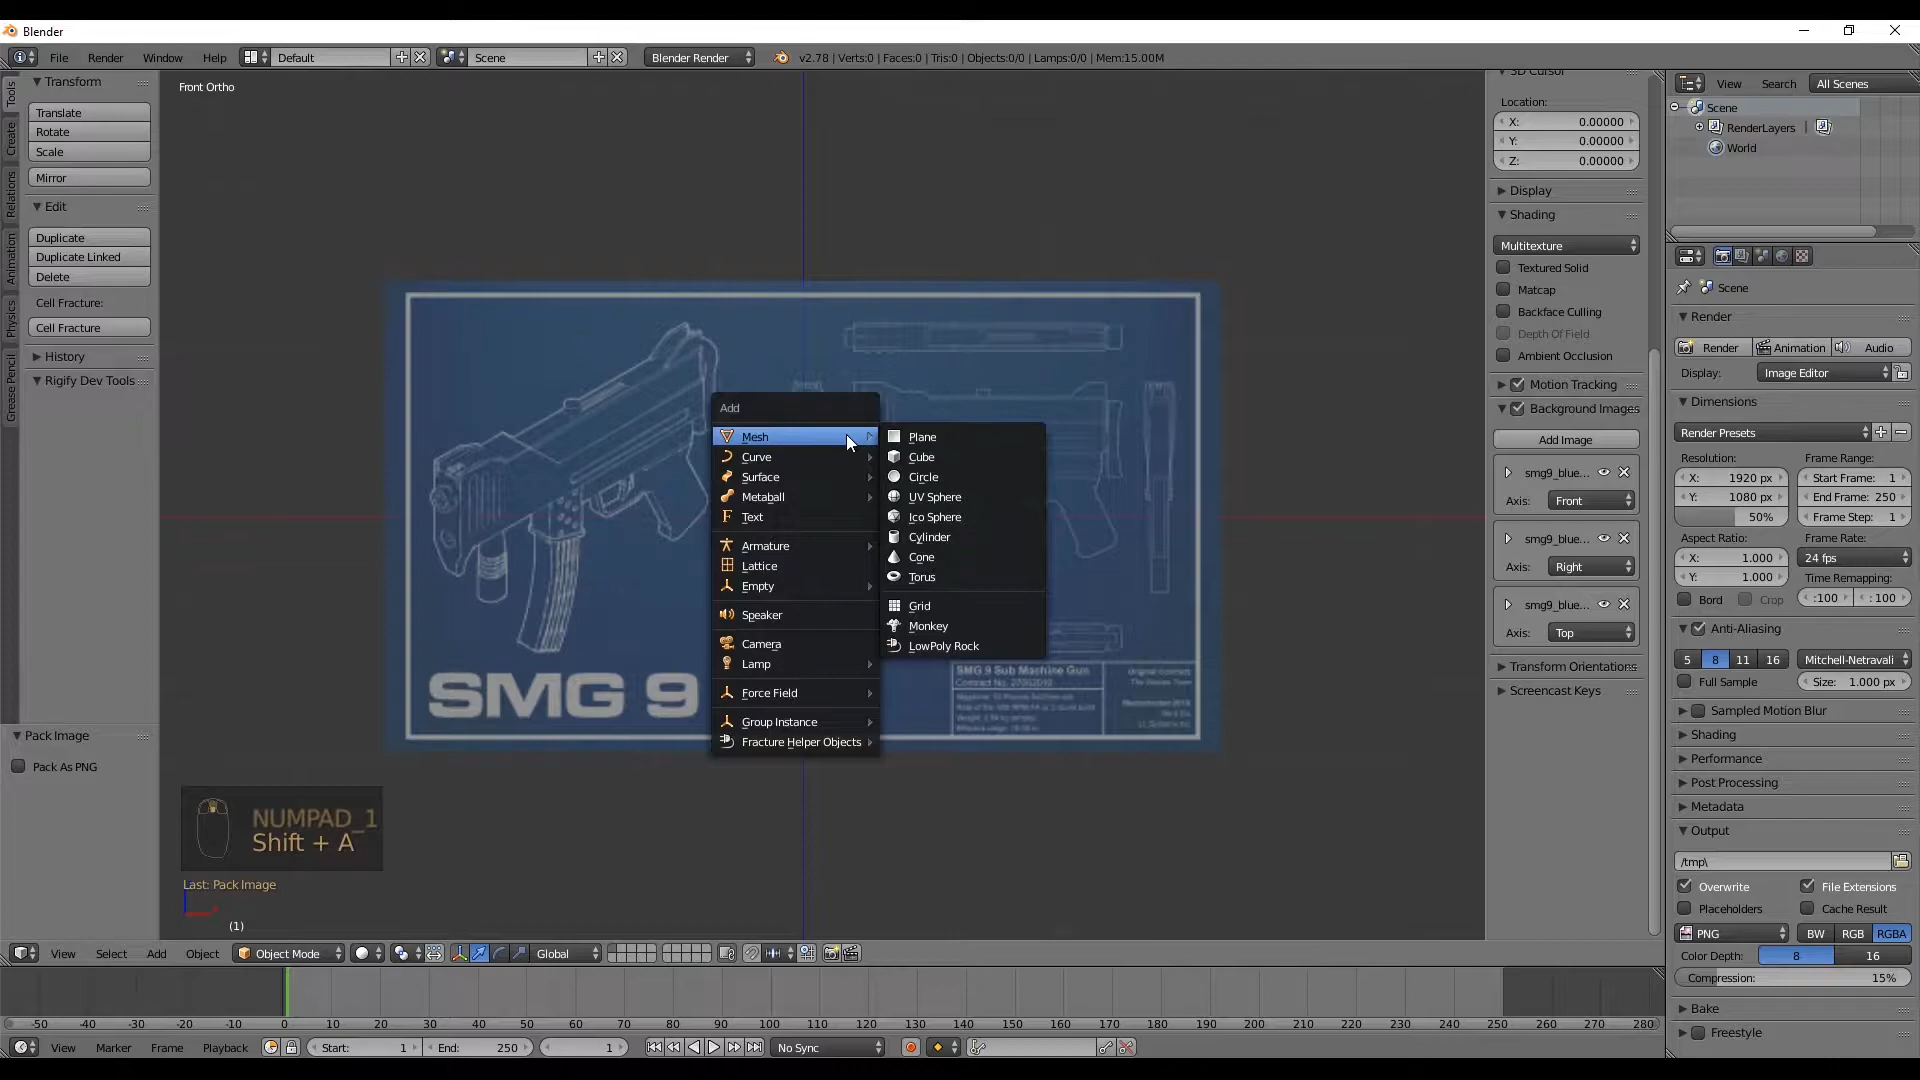 Blender
File Render Window Help Default Scene Blender Render v2.78 | Verts:0 | Faces:0 | Tris:0 | Objects:0/0 | Lamps:0/0 | Mem:15.00M
Tools
Create
Relations
Animation
Physics
Grease Pencil
Transform
Translate
Rotate
Scale
Mirror
Edit
Duplicate
Duplicate Linked
Delete
Cell Fracture:
Cell Fracture
History
Rigify Dev Tools
Pack Image
Pack As PNG
Front Ortho
SMG 9
SMG 9 Sub Machine Gun
Add
Mesh
Curve
Surface
Metaball
Text
Armature
Lattice
Empty
Speaker
Camera
Lamp
Force Field
Group Instance
Fracture Helper Objects
Plane
Cube
Circle
UV Sphere
Ico Sphere
Cylinder
Cone
Torus
Grid
Monkey
LowPoly Rock
NUMPAD_1
Shift + A
Last: Pack Image
(1)
3D Cursor
Location:
X: 0.00000
Y: 0.00000
Z: 0.00000
Display
Shading
Multitexture
Textured Solid
Matcap
Backface Culling
Depth Of Field
Ambient Occlusion
Motion Tracking
Background Images
Add Image
smg9_blue...
Axis: Front
smg9_blue...
Axis: Right
smg9_blue...
Axis: Top
Transform Orientations
Screencast Keys
View Search All Scenes
Scene
RenderLayers |
World
Scene
Render
Render Animation Audio
Display: Image Editor
Dimensions
Render Presets
Resolution: Frame Range:
X: 1920 px Start Frame: 1
Y: 1080 px End Frame: 250
50% Frame Step: 1
Aspect Ratio: Frame Rate:
X: 1.000 24 fps
Y: 1.000 Time Remapping:
Bord Crop :100 : 100
Anti-Aliasing
5 8 11 16 Mitchell-Netravali
Full Sample Size: 1.000 px
Sampled Motion Blur
Shading
Performance
Post Processing
Metadata
Output
/tmp\
Overwrite File Extensions
Placeholders Cache Result
PNG BW RGB RGBA
Color Depth: 8 16
Compression: 15%
Bake
Freestyle
View Select Add Object Object Mode Global
-50 -40 -30 -20 -10 0 10 20 30 40 50 60 70 80 90 100 110 120 130 140 150 160 170 180 190 200 210 220 230 240 250 260 270 280
View Marker Frame Playback Start: 1 End: 250 1 No Sync